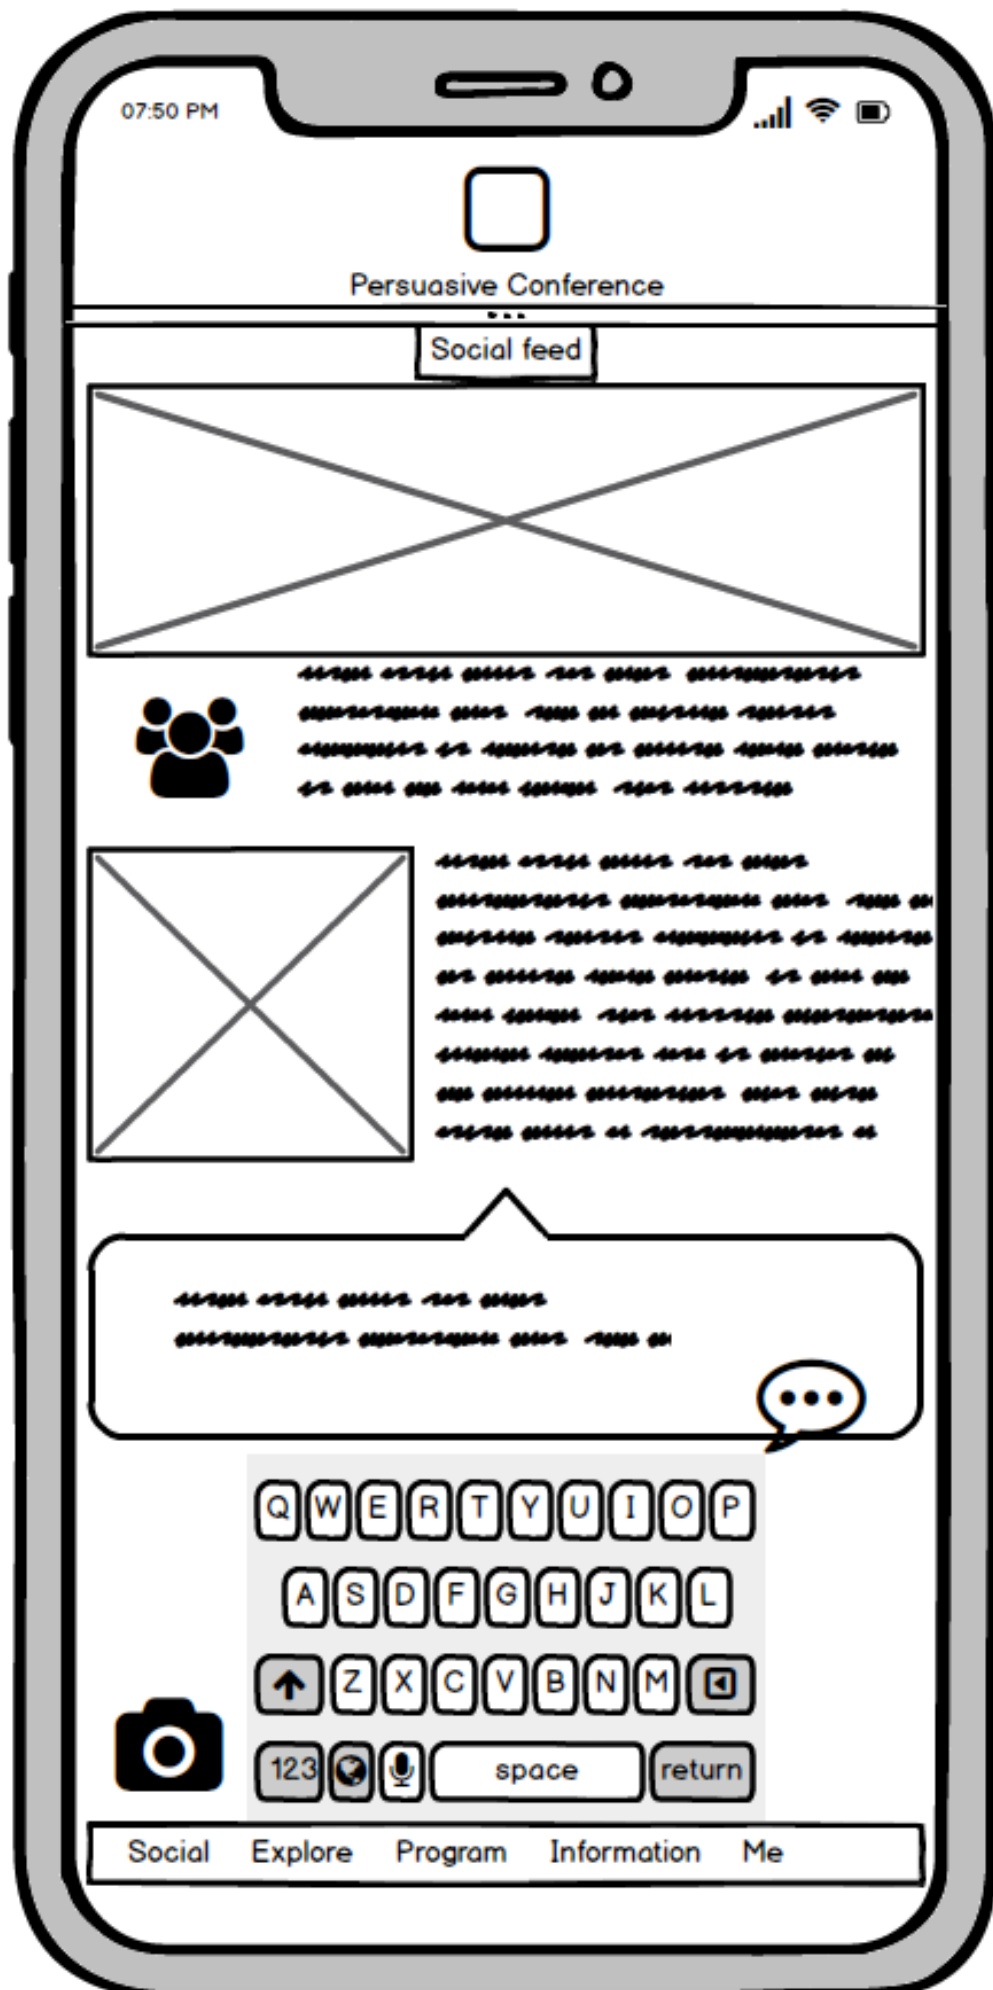 07:50 PM
Persuasive Conference
...
Social feed
Q W E R T Y U I O P
A S D F G H J K L
Z X C V B N M
123 space return
Social Explore Program Information Me